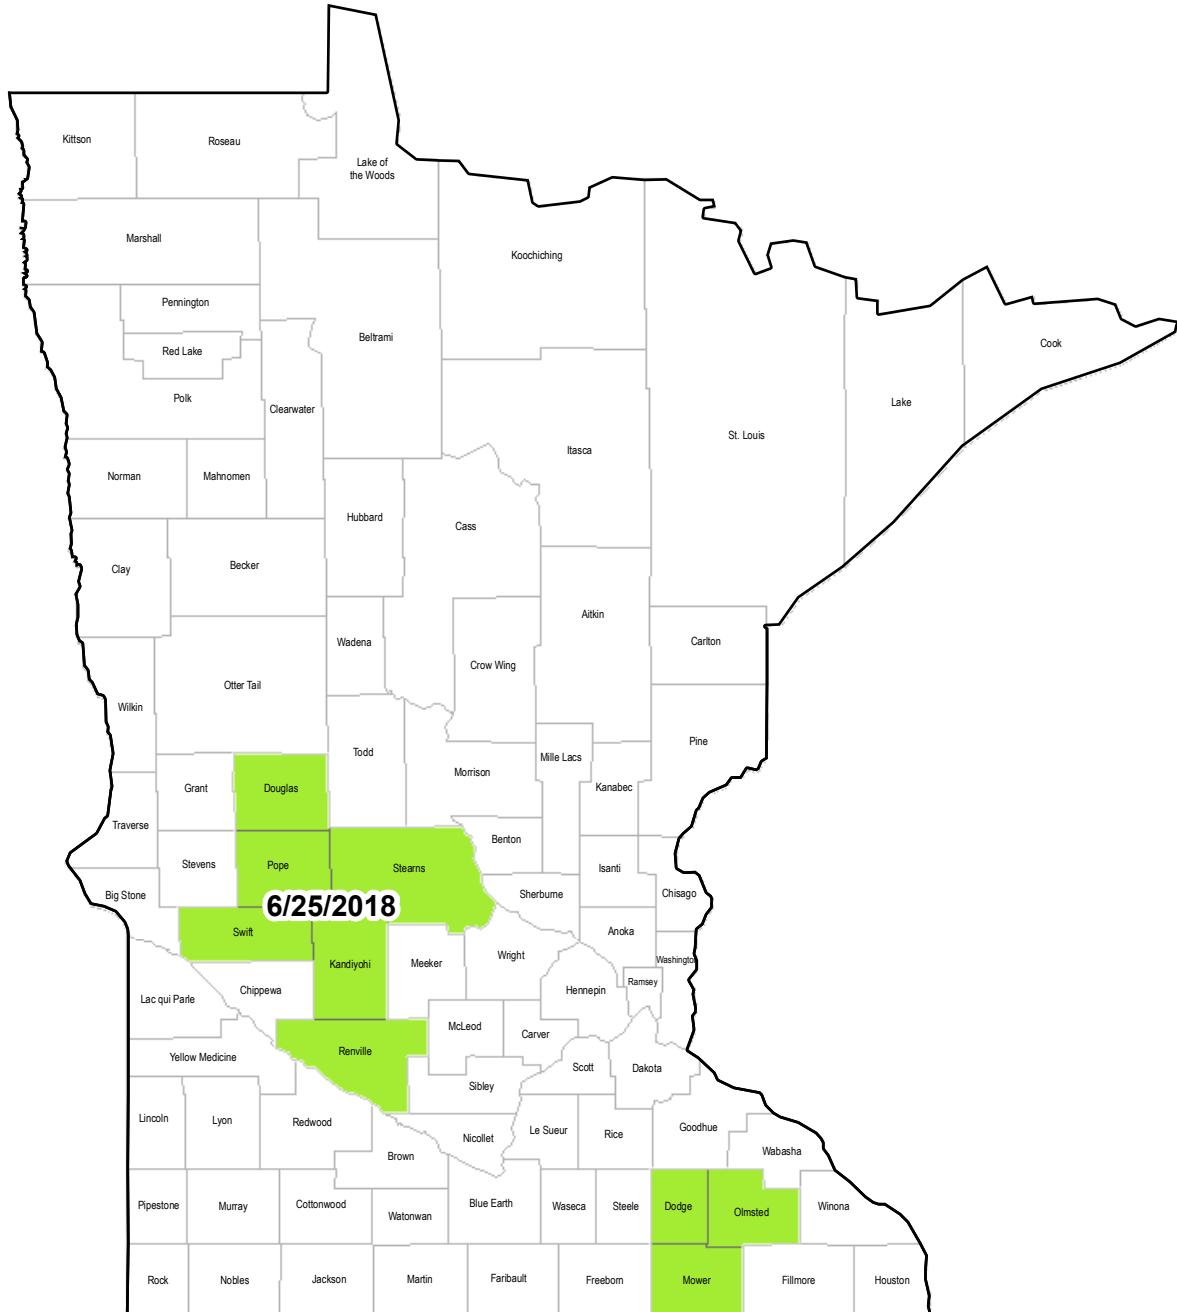 Kittson
Roseau
Lake of
the Woods
Marshall
Koochiching
Pennington
Beltrami
Cook
Red Lake
Polk
Clearwater
Lake
St. Louis
Itasca
Norman
Mahnomen
Hubbard
Cass
Clay
Becker
Aitkin
Wadena
Carlton
Crow Wing
Otter Tail
Wilkin
Pine
Todd
Mille Lacs
Morrison
Grant
Douglas
Kanabec
Traverse
Benton
Stevens
Pope
Stearns
Isanti
Big Stone
Sherburne
Chisago
6/25/2018
Swift
Anoka
Wright
Washington
Kandiyohi
Meeker
Ramsey
Chippewa
Hennepin
Lac qui Parle
McLeod
Carver
Renville
Yellow Medicine
Scott
Dakota
Sibley
Lincoln
Lyon
Redwood
Le Sueur
Rice
Goodhue
Nicollet
Brown
Wabasha
Pipestone
Murray
Cottonwood
Watonwan
Blue Earth
Waseca
Steele
Dodge
Olmsted
Winona
Rock
Nobles
Jackson
Martin
Faribault
Freeborn
Mower
Fillmore
Houston